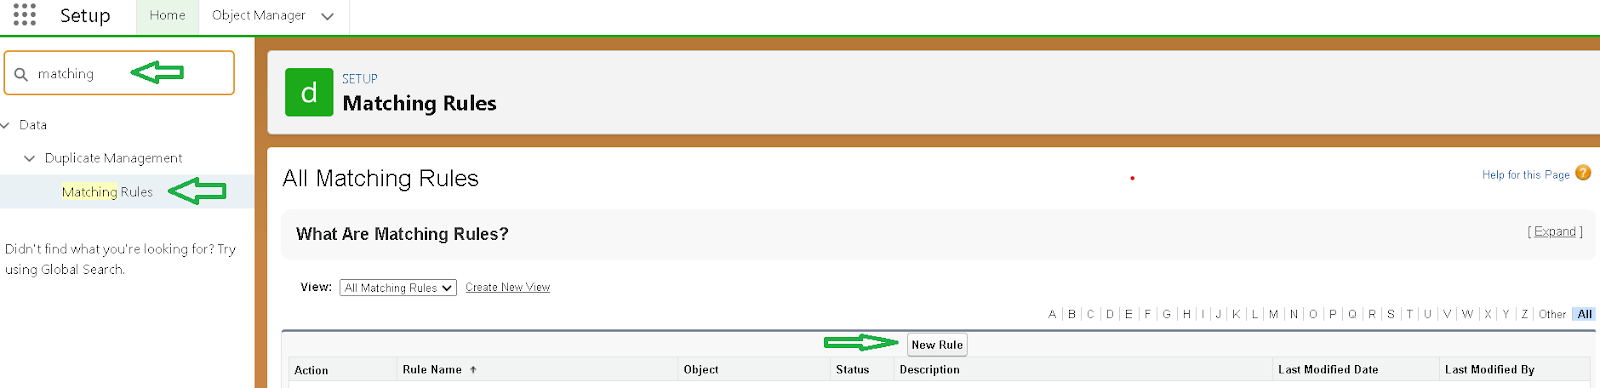 Setup Home Object Manager
matching
Data
Duplicate Management
Matching Rules
Didn't find what you're looking for? Try
using Global Search.
d
SETUP
Matching Rules
All Matching Rules
Help for this Page ?
What Are Matching Rules?
[ Expand ]
View: All Matching Rules Create New View
A | B | C | D | E | F | G | H | I | J | K | L | M | N | O | P | Q | R | S | T | U | V | W | X | Y | Z | Other All
New Rule
Action Rule Name ↑ Object Status Description Last Modified Date Last Modified By